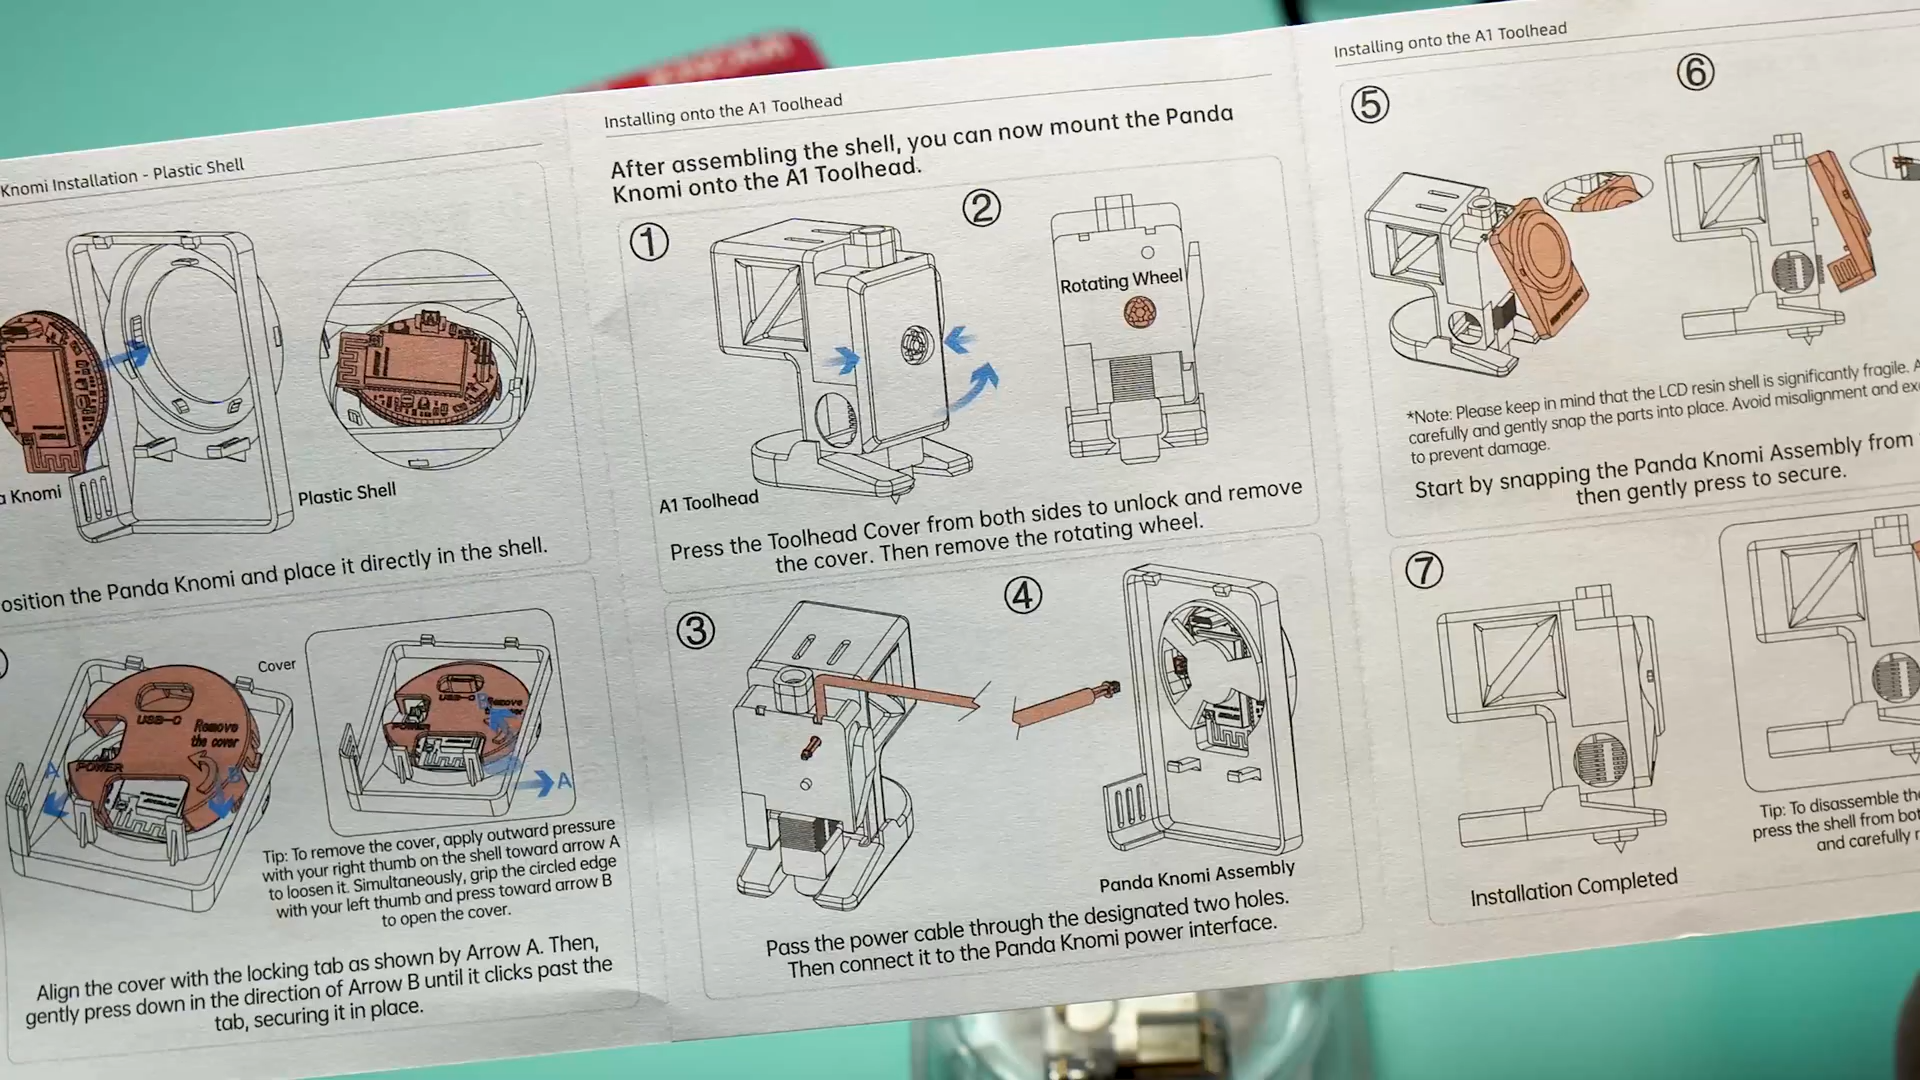 Knomi Installation - Plastic Shell
Knomi
Plastic Shell
the Panda Knomi and place it directly in the shell.
Cover
USB-C
Remove
the cover
POWER
A
B
USB-C
Remove
POWER
B
A
Tip: To remove the cover, apply outward pressure
with your right thumb on the shell toward arrow A
to loosen it. Simultaneously, grip the circled edge
with your left thumb and press toward arrow B
to open the cover.
Align the cover with the locking tab as shown by Arrow A. Then,
gently press down in the direction of Arrow B until it clicks past the
tab, securing it in place.
Installing onto the A1 Toolhead
After assembling the shell, you can now mount the Panda
Knomi onto the A1 Toolhead.
①
②
Rotating Wheel
A1 Toolhead
Press the Toolhead Cover from both sides to unlock and remove
the cover. Then remove the rotating wheel.
③
④
Panda Knomi Assembly
Pass the power cable through the designated two holes.
Then connect it to the Panda Knomi power interface.
Installing onto the A1 Toolhead
⑤
⑥
*Note: Please keep in mind that the LCD resin shell is significantly fragile.
carefully and gently snap the parts into place. Avoid misalignment and
to prevent damage.
Start by snapping the Panda Knomi Assembly from
then gently press to secure.
⑦
Installation Completed
Tip: To disassemble the
press the shell from
and carefully